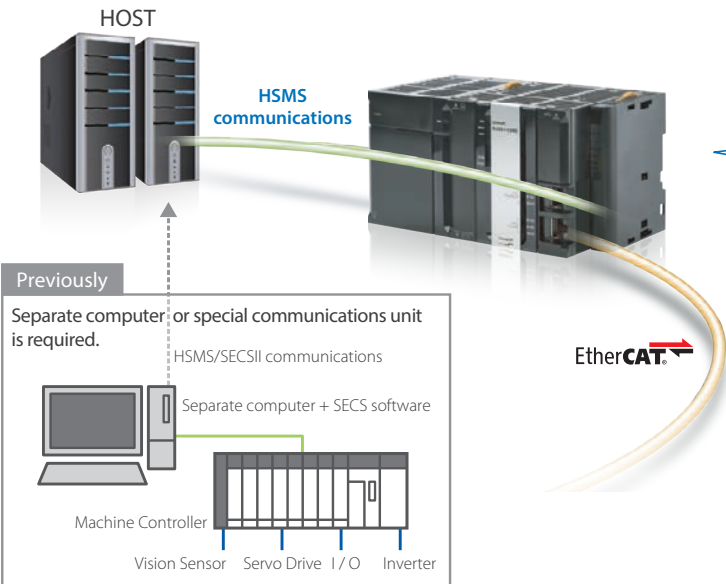 HOST
HSMS
communications
EtherCAT®
Previously
Separate computer or special communications unit
is required.
HSMS/SECSII communications
Separate computer + SECS software
Machine Controller
Vision Sensor Servo Drive I / O Inverter